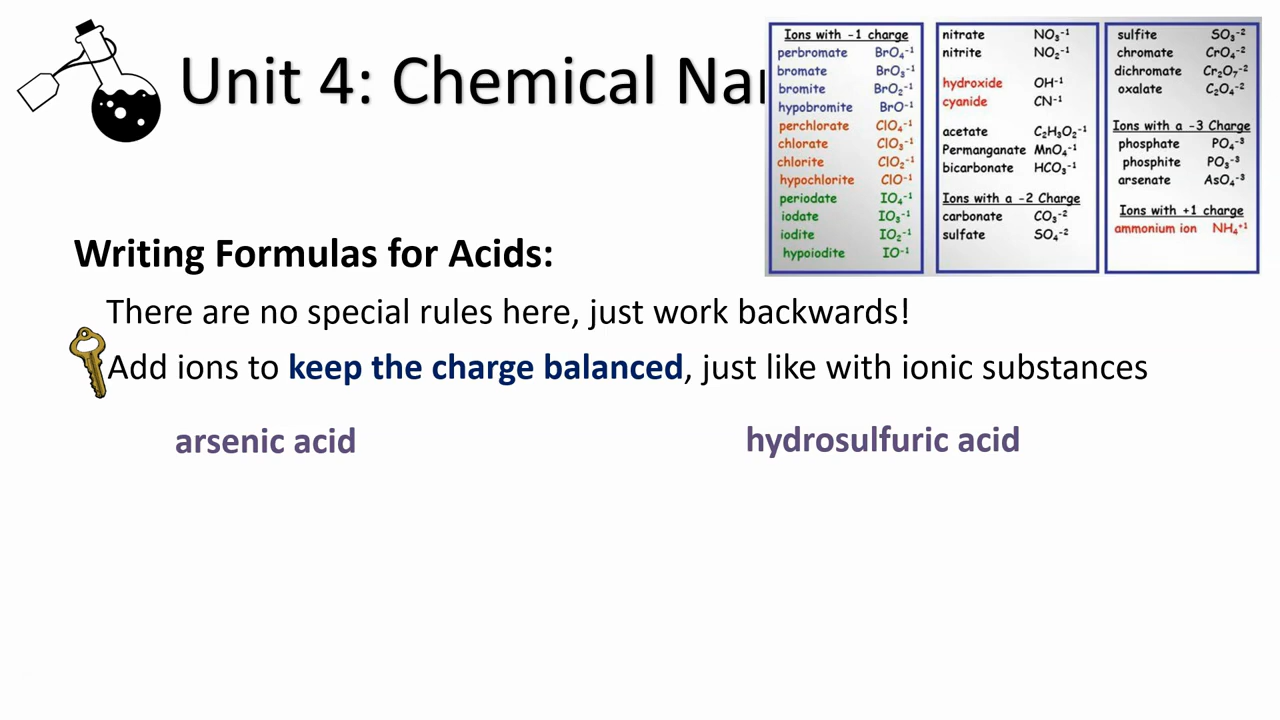 Unit 4: Chemical Na
Ions with -1 charge
perbromate BrO₄⁻¹
bromate BrO₃⁻¹
bromite BrO₂⁻¹
hypobromite BrO⁻¹
perchlorate ClO₄⁻¹
chlorate ClO₃⁻¹
chlorite ClO₂⁻¹
hypochlorite ClO⁻¹
periodate IO₄⁻¹
iodate IO₃⁻¹
iodite IO₂⁻¹
hypoiodite IO⁻¹
nitrate NO₃⁻¹
nitrite NO₂⁻¹
hydroxide OH⁻¹
cyanide CN⁻¹
acetate C₂H₃O₂⁻¹
Permanganate MnO₄⁻¹
bicarbonate HCO₃⁻¹
Ions with a -2 Charge
carbonate CO₃⁻²
sulfate SO₄⁻²
sulfite SO₃⁻²
chromate CrO₄⁻²
dichromate Cr₂O₇⁻²
oxalate C₂O₄⁻²
Ions with a -3 Charge
phosphate PO₄⁻³
phosphite PO₃⁻³
arsenate AsO₄⁻³
Ions with +1 charge
ammonium ion NH₄⁺¹
Writing Formulas for Acids:
There are no special rules here, just work backwards!
Add ions to keep the charge balanced, just like with ionic substances
arsenic acid
hydrosulfuric acid